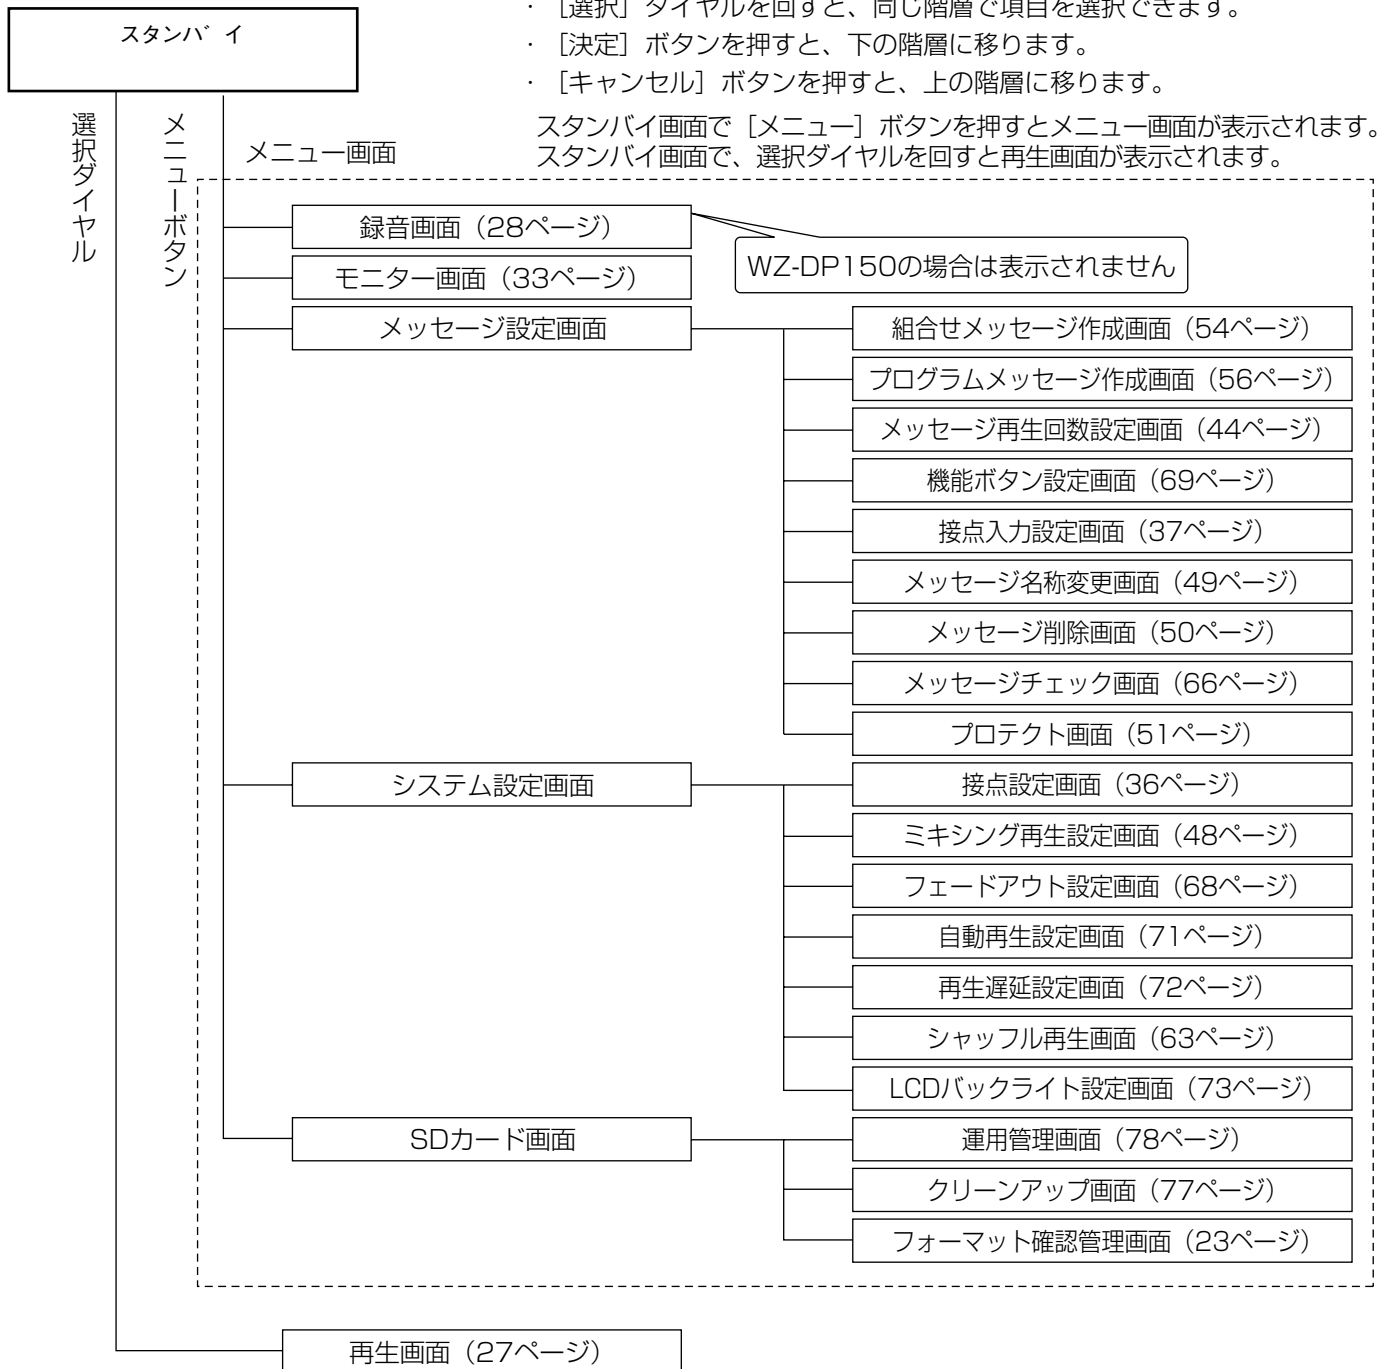 スタンバイ
・［選択］ダイヤルを回すと、同じ階層で項目を選択できます。
・［決定］ボタンを押すと、下の階層に移ります。
・［キャンセル］ボタンを押すと、上の階層に移ります。
スタンバイ画面で［メニュー］ボタンを押すとメニュー画面が表示されます。
スタンバイ画面で、選択ダイヤルを回すと再生画面が表示されます。
選択ダイヤル
メニューボタン
メニュー画面
録音画面（28ページ）
WZ-DP150の場合は表示されません
モニター画面（33ページ）
メッセージ設定画面
組合せメッセージ作成画面（54ページ）
プログラムメッセージ作成画面（56ページ）
メッセージ再生回数設定画面（44ページ）
機能ボタン設定画面（69ページ）
接点入力設定画面（37ページ）
メッセージ名称変更画面（49ページ）
メッセージ削除画面（50ページ）
メッセージチェック画面（66ページ）
プロテクト画面（51ページ）
システム設定画面
接点設定画面（36ページ）
ミキシング再生設定画面（48ページ）
フェードアウト設定画面（68ページ）
自動再生設定画面（71ページ）
再生遅延設定画面（72ページ）
シャッフル再生画面（63ページ）
LCDバックライト設定画面（73ページ）
SDカード画面
運用管理画面（78ページ）
クリーンアップ画面（77ページ）
フォーマット確認管理画面（23ページ）
再生画面（27ページ）